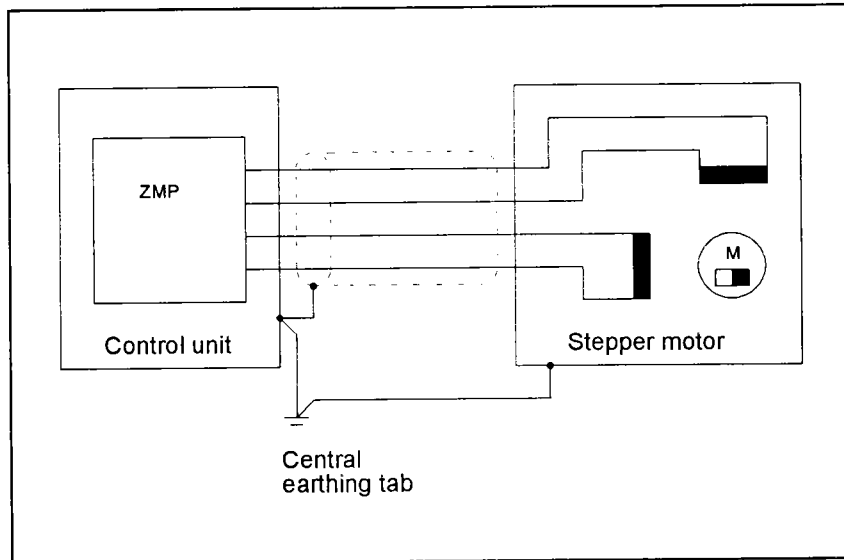 ZMP
M
Control unit
Stepper motor
Central
earthing tab